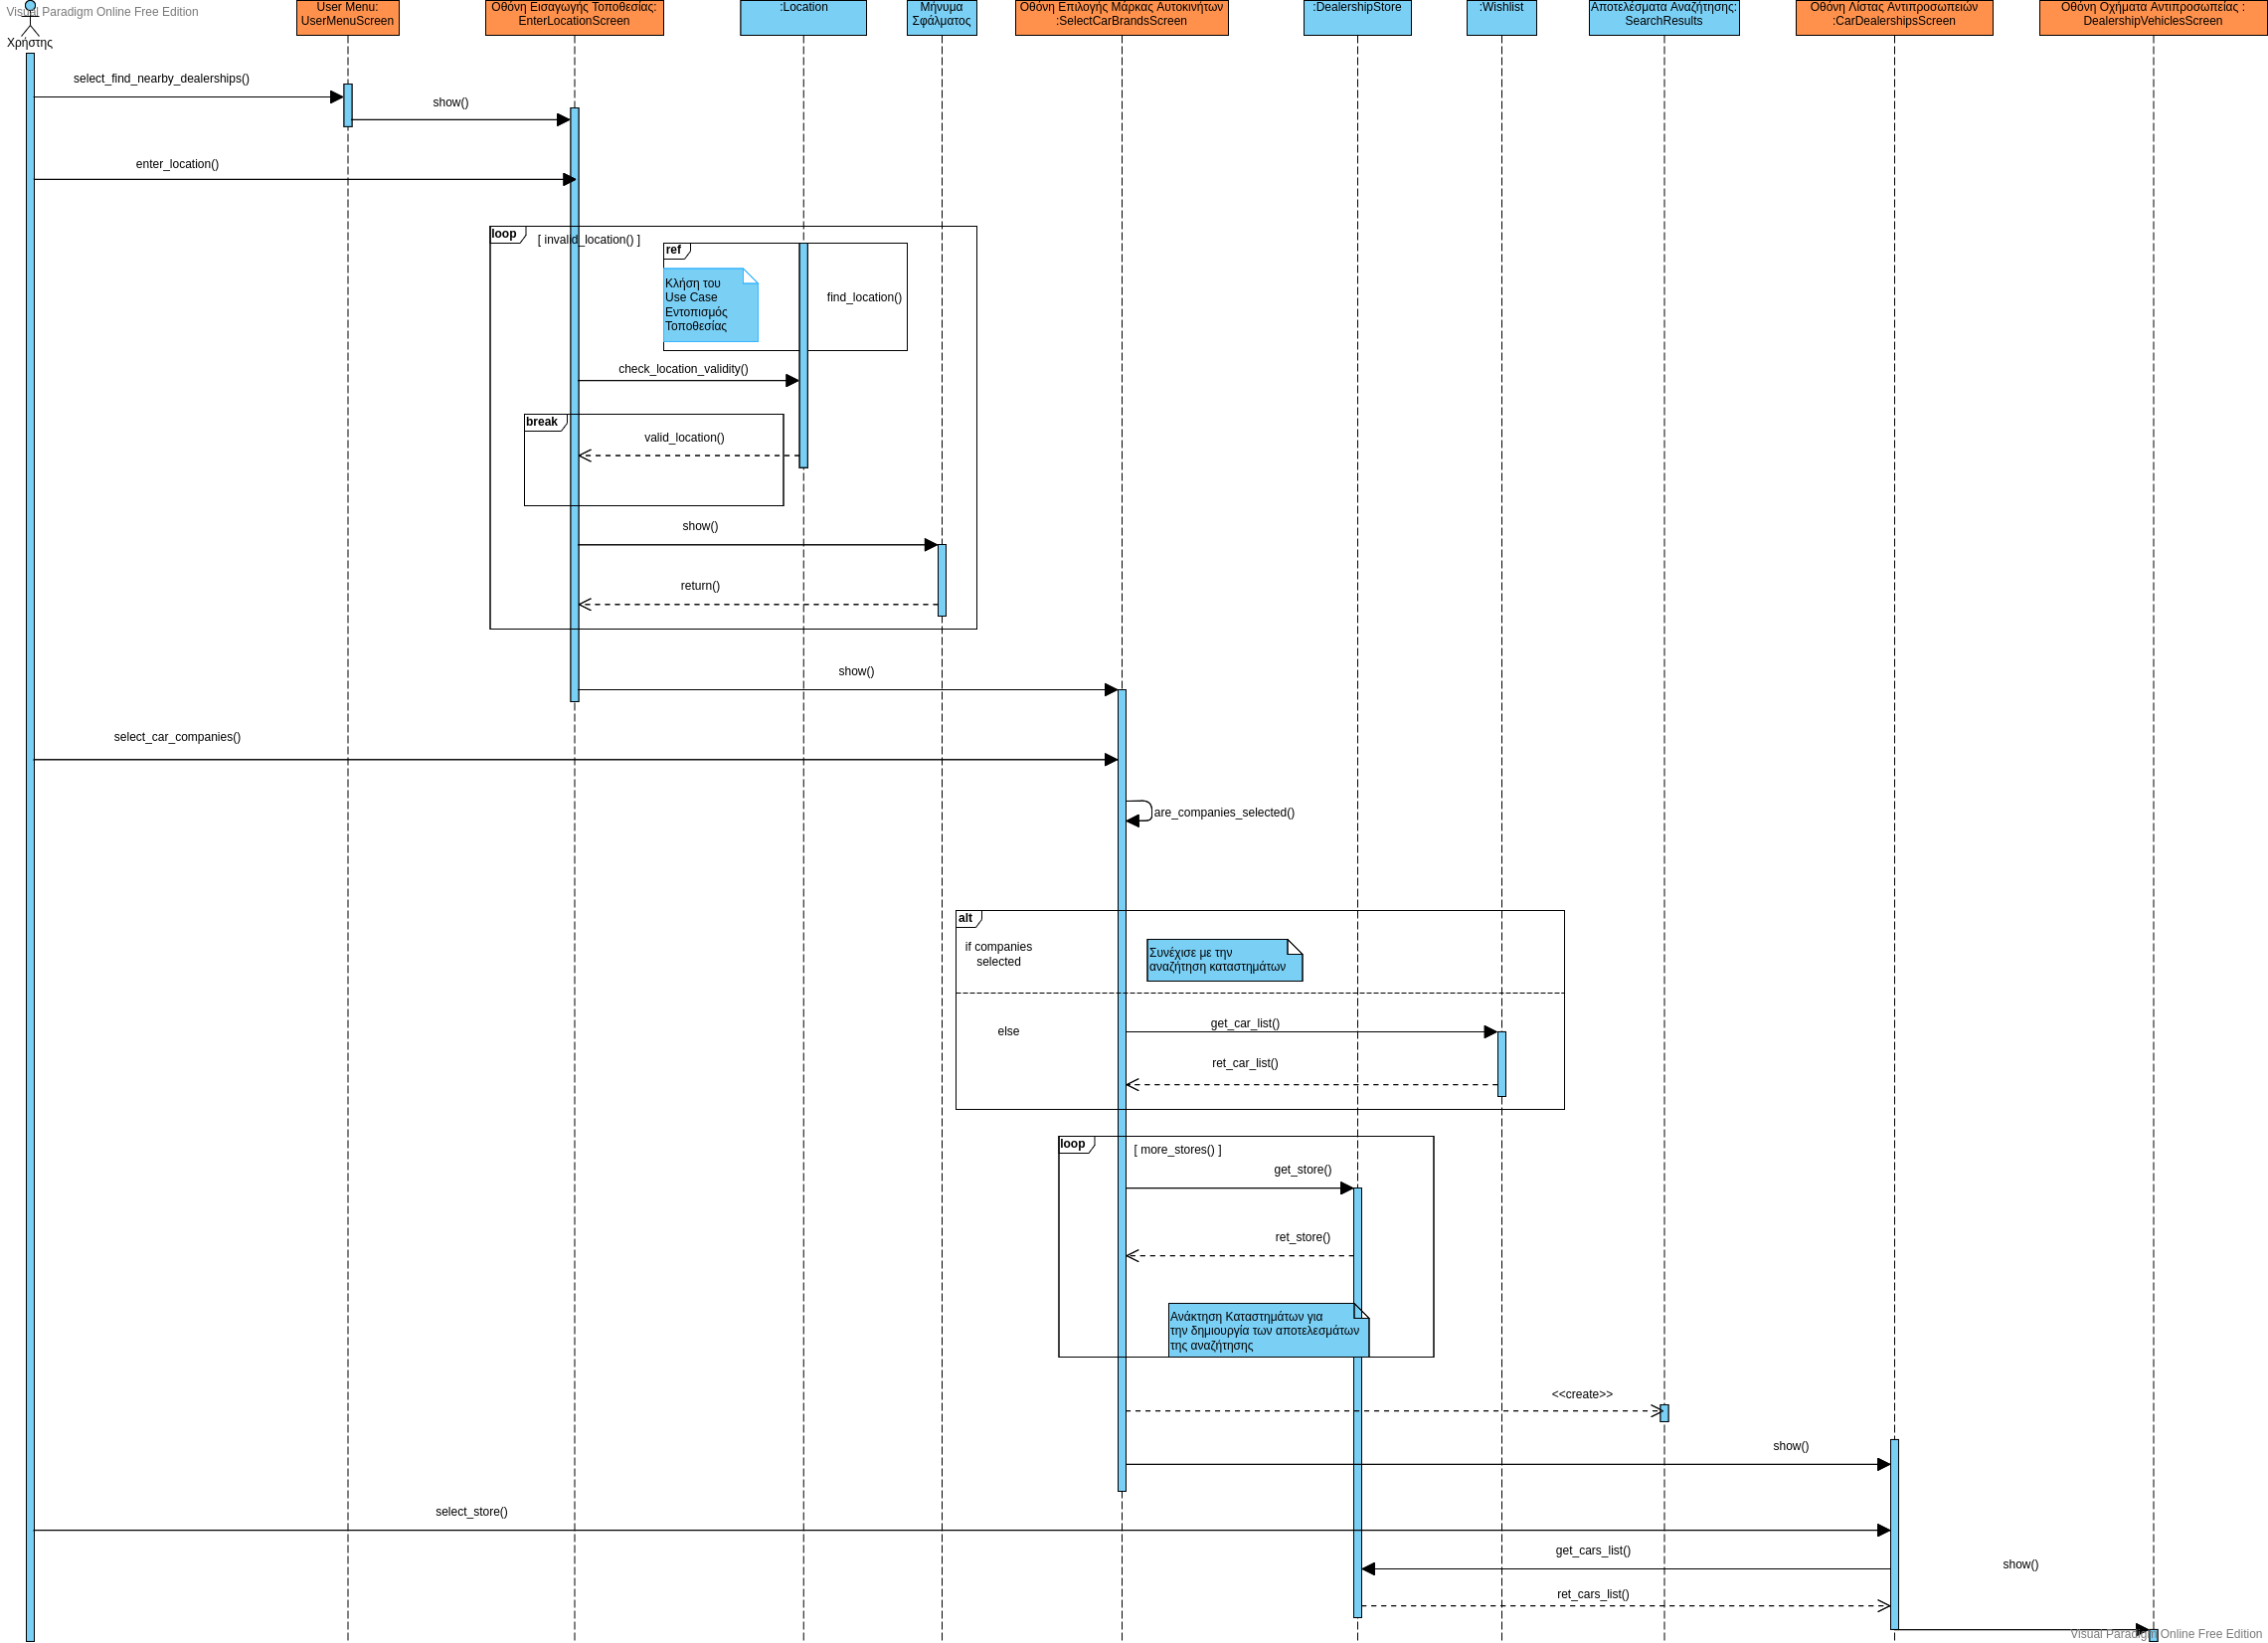 Visual Paradigm Online Free Edition
Χρήστης
User Menu:
UserMenuScreen
Οθόνη Εισαγωγής Τοποθεσίας:
EnterLocationScreen
:Location
Μήνυμα
Σφάλματος
Οθόνη Επιλογής Μάρκας Αυτοκινήτων
:SelectCarBrandsScreen
:DealershipStore
:Wishlist
Αποτελέσματα Αναζήτησης:
SearchResults
Οθόνη Λίστας Αντιπροσωπειών
:CarDealershipsScreen
Οθόνη Οχήματα Αντιπροσωπείας :
DealershipVehiclesScreen
select_find_nearby_dealerships()
show()
enter_location()
loop
[ invalid_location() ]
ref
Κλήση του
Use Case
Εντοπισμός
Τοποθεσίας
find_location()
check_location_validity()
break
valid_location()
show()
return()
show()
select_car_companies()
are_companies_selected()
alt
if companies
selected
Συνέχισε με την
αναζήτηση καταστημάτων
else
get_car_list()
ret_car_list()
loop
[ more_stores() ]
get_store()
ret_store()
Ανάκτηση Καταστημάτων για
την δημιουργία των αποτελεσμάτων
της αναζήτησης
<<create>>
show()
select_store()
get_cars_list()
show()
ret_cars_list()
Visual Paradigm Online Free Edition